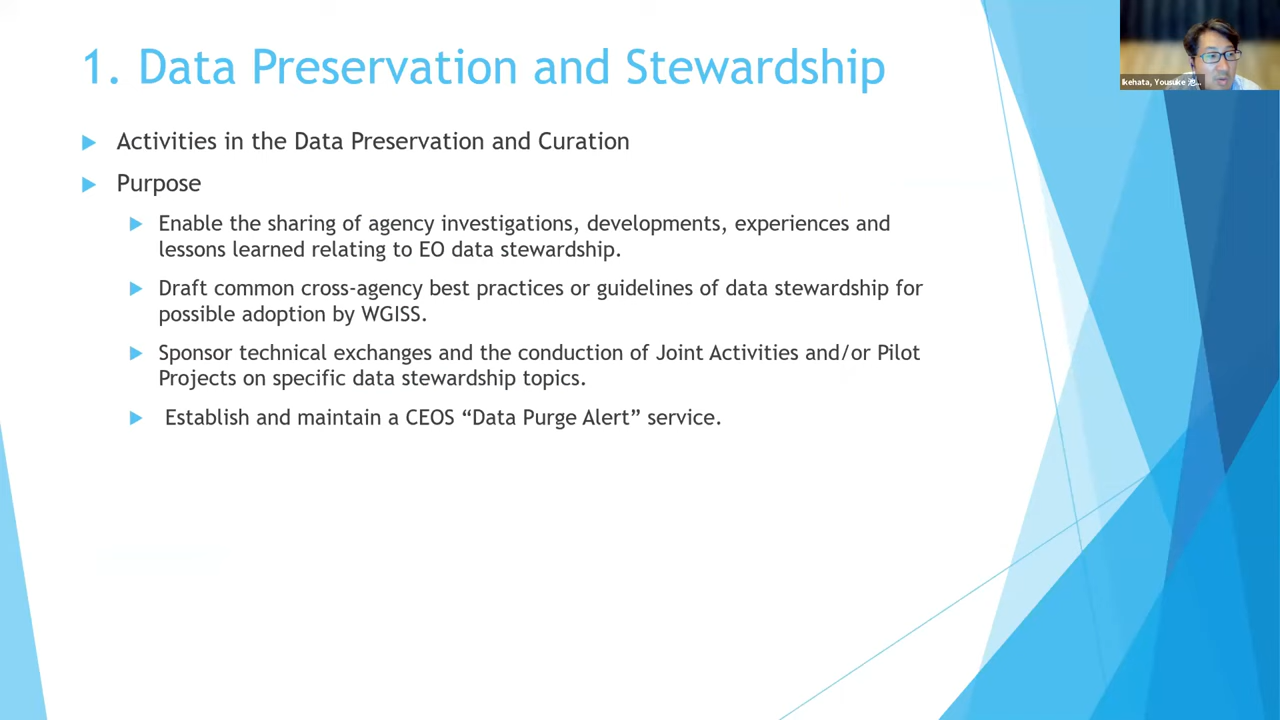 1. Data Preservation and Stewardship
Activities in the Data Preservation and Curation
Purpose
Enable the sharing of agency investigations, developments, experiences and
lessons learned relating to EO data stewardship.
Draft common cross-agency best practices or guidelines of data stewardship for
possible adoption by WGISS.
Sponsor technical exchanges and the conduction of Joint Activities and/or Pilot
Projects on specific data stewardship topics.
Establish and maintain a CEOS “Data Purge Alert” service.
Ikehata, Yousuke 池...